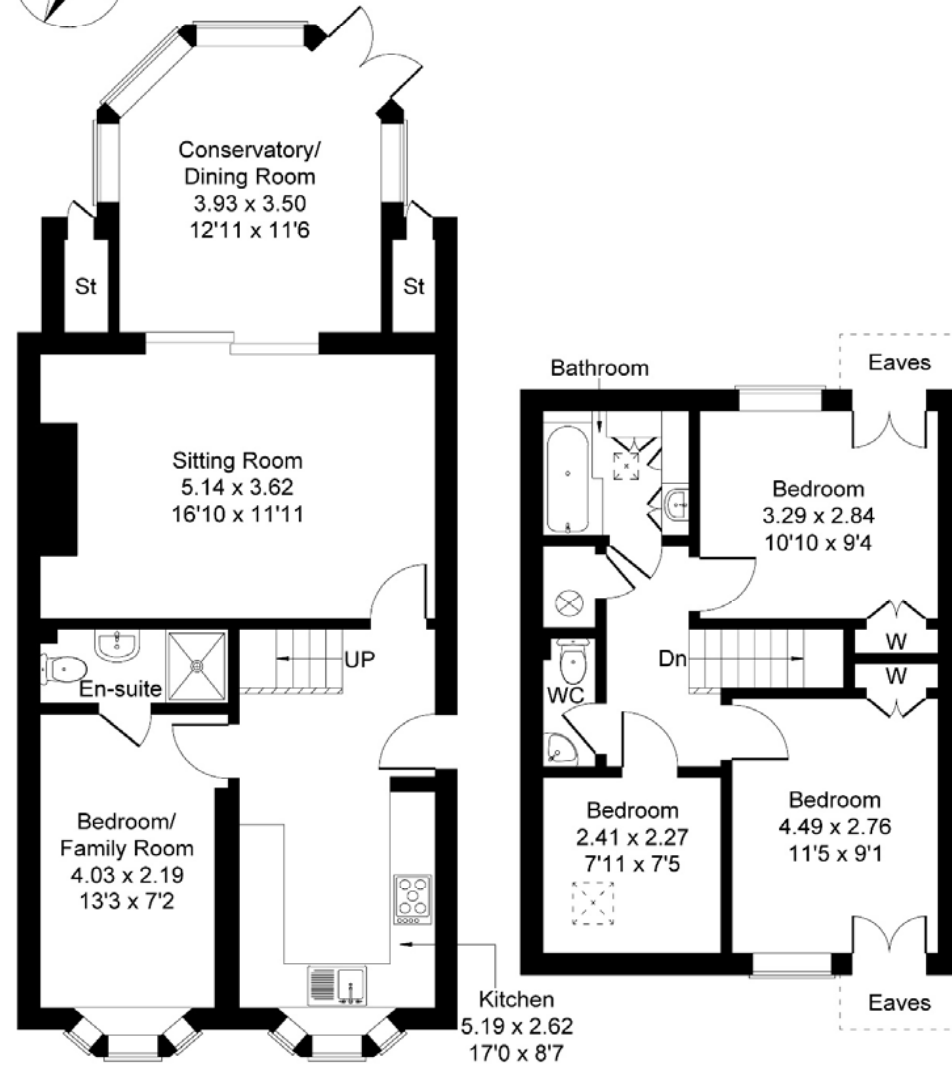 Conservatory/
Dining Room
3.93 x 3.50
12'11 x 11'6
St
St
Sitting Room
5.14 x 3.62
16'10 x 11'11
UP
En-suite
Bedroom/
Family Room
4.03 x 2.19
13'3 x 7'2
Kitchen
5.19 x 2.62
17'0 x 8'7
Bathroom
Eaves
Bedroom
3.29 x 2.84
10'10 x 9'4
W
W
Dn
WC
Bedroom
2.41 x 2.27
7'11 x 7'5
Bedroom
4.49 x 2.76
11'5 x 9'1
Eaves